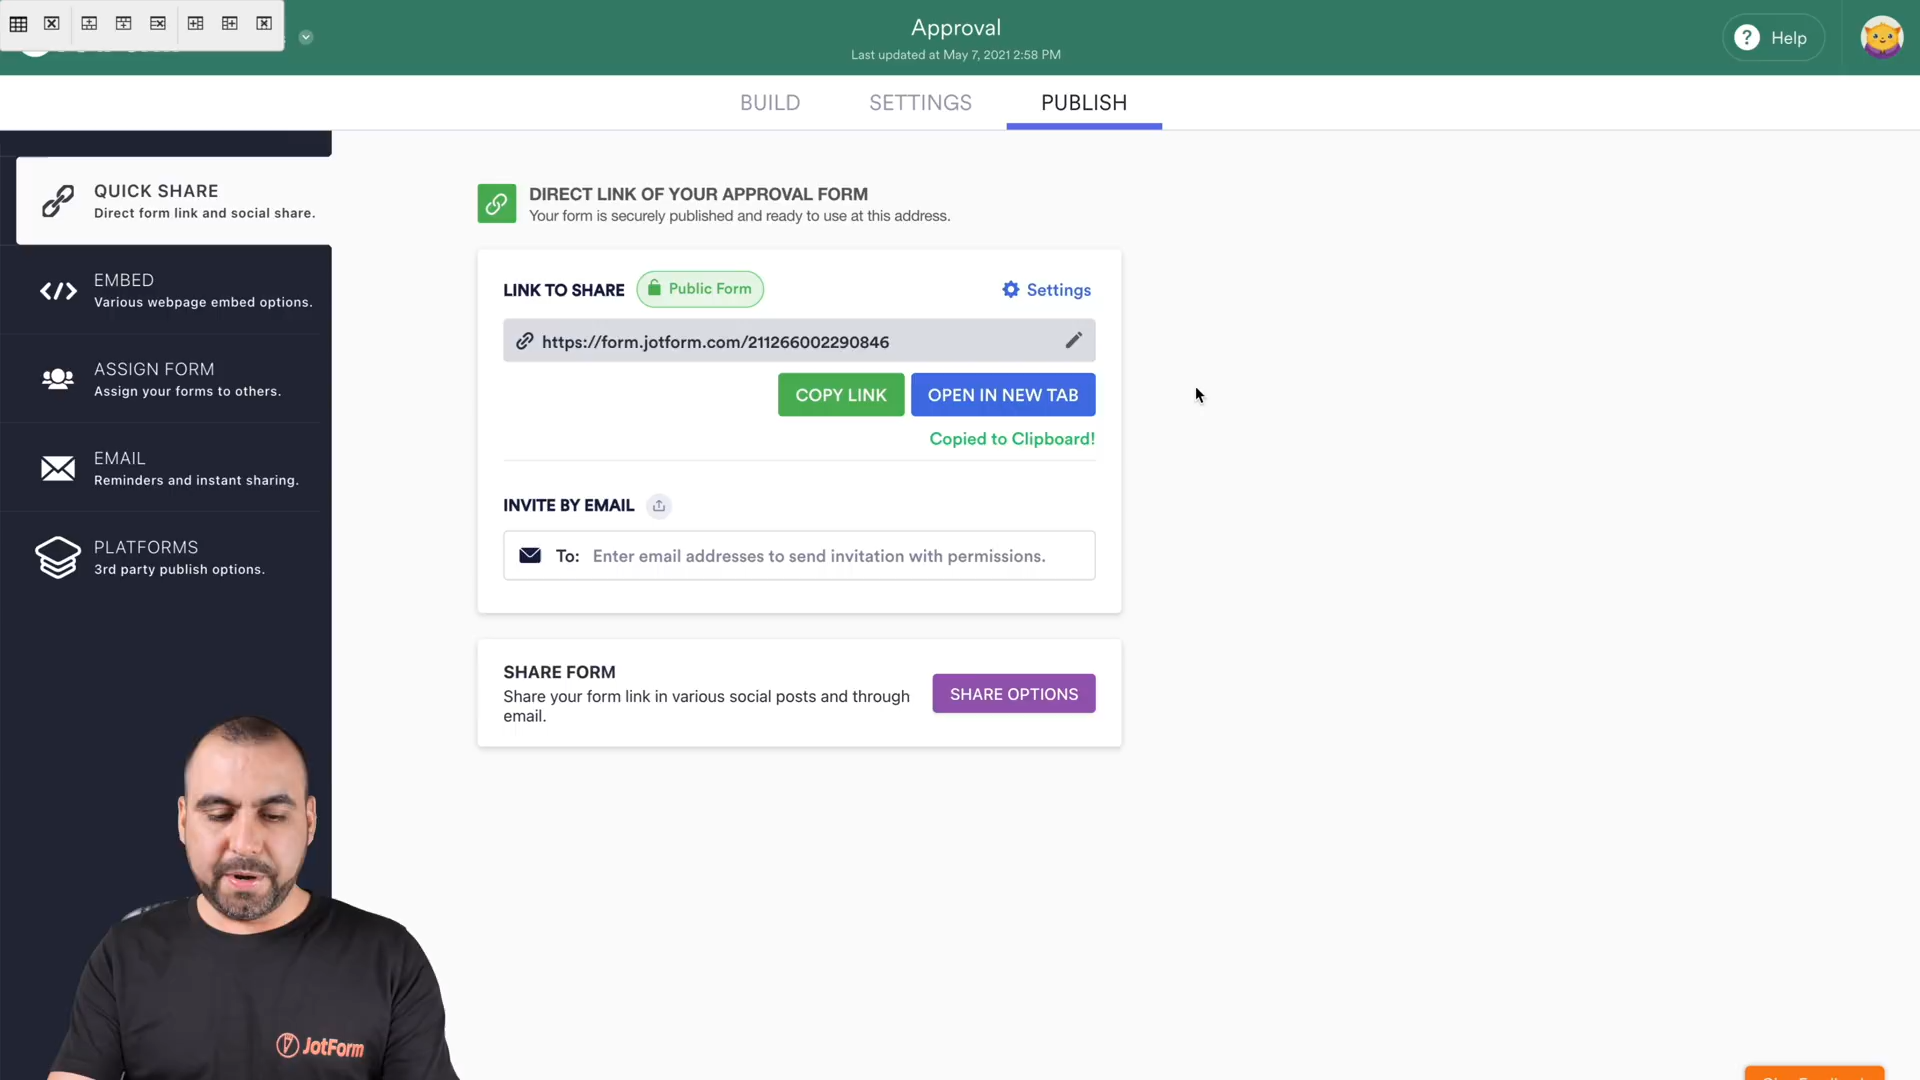 Approval
Last updated at May 7, 2021 2:58 PM
? Help
BUILD
SETTINGS
PUBLISH
QUICK SHARE
Direct form link and social share.
EMBED
Various webpage embed options.
ASSIGN FORM
Assign your forms to others.
EMAIL
Reminders and instant sharing.
PLATFORMS
3rd party publish options.
DIRECT LINK OF YOUR APPROVAL FORM
Your form is securely published and ready to use at this address.
LINK TO SHARE
Public Form
Settings
https://form.jotform.com/211266002290846
COPY LINK
OPEN IN NEW TAB
Copied to Clipboard!
INVITE BY EMAIL
To: Enter email addresses to send invitation with permissions.
SHARE FORM
Share your form link in various social posts and through
email.
SHARE OPTIONS
JotForm